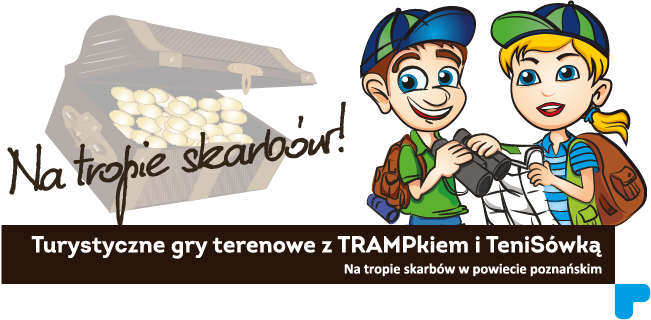 Na tropie skarbów!
Turystyczne gry terenowe z TRAMPkiem i TeniSówką
Na tropie skarbów w powiecie poznańskim